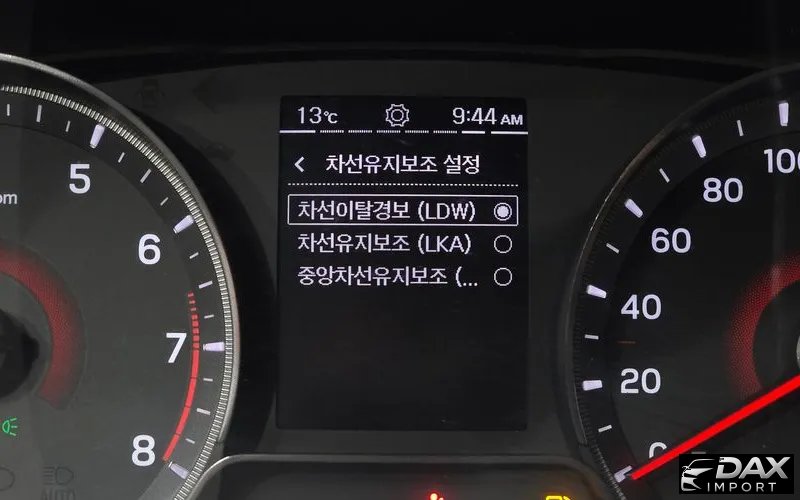 13℃ 9:44 AM
차선유지보조 설정
차선이탈경보 (LDW)
차선유지보조 (LKA)
중앙차선유지보조 (...
5
6
7
8
100
80
60
40
20
0
DAX
IMPORT